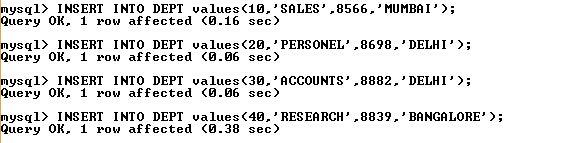 mysql> INSERT INTO DEPT values(10,'SALES',8566,'MUMBAI');
Query OK, 1 row affected (0.16 sec)
mysql> INSERT INTO DEPT values(20,'PERSONEL',8698,'DELHI');
Query OK, 1 row affected (0.06 sec)
mysql> INSERT INTO DEPT values(30,'ACCOUNTS',8882,'DELHI');
Query OK, 1 row affected (0.06 sec)
mysql> INSERT INTO DEPT values(40,'RESEARCH',8839,'BANGALORE');
Query OK, 1 row affected (0.38 sec)